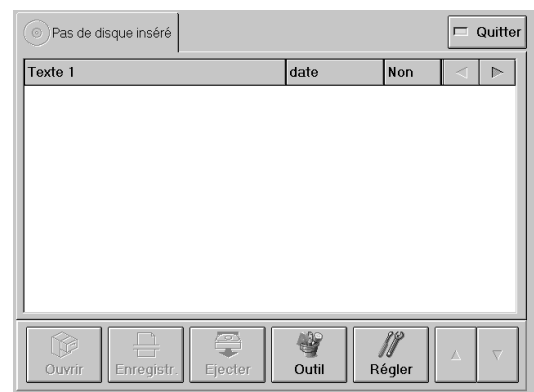 Pas de disque inséré
Quitter
Texte 1 date Non
Ouvrir Enregistr. Ejecter Outil Régler